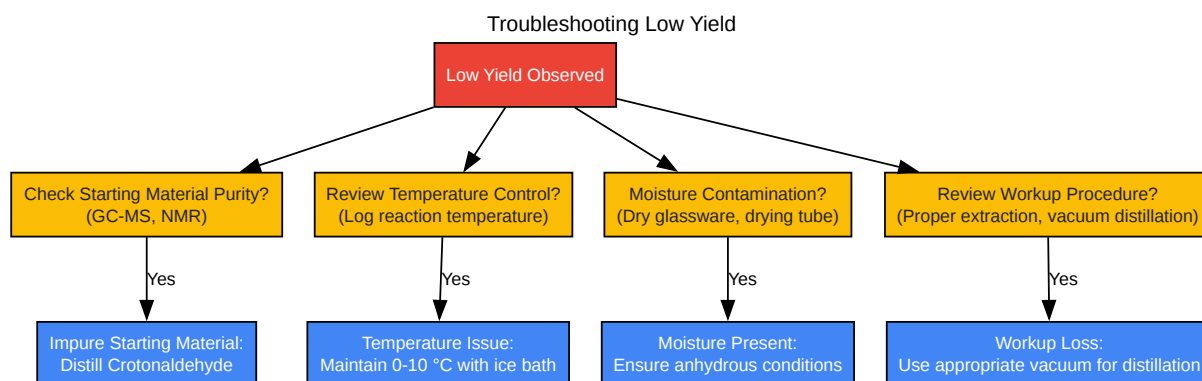 Troubleshooting Low Yield
Low Yield Observed
Check Starting Material Purity?
(GC-MS, NMR)
Review Temperature Control?
(Log reaction temperature)
Moisture Contamination?
(Dry glassware, drying tube)
Review Workup Procedure?
(Proper extraction, vacuum distillation)
Yes
Yes
Yes
Yes
Impure Starting Material:
Distill Crotonaldehyde
Temperature Issue:
Maintain 0-10 °C with ice bath
Moisture Present:
Ensure anhydrous conditions
Workup Loss:
Use appropriate vacuum for distillation